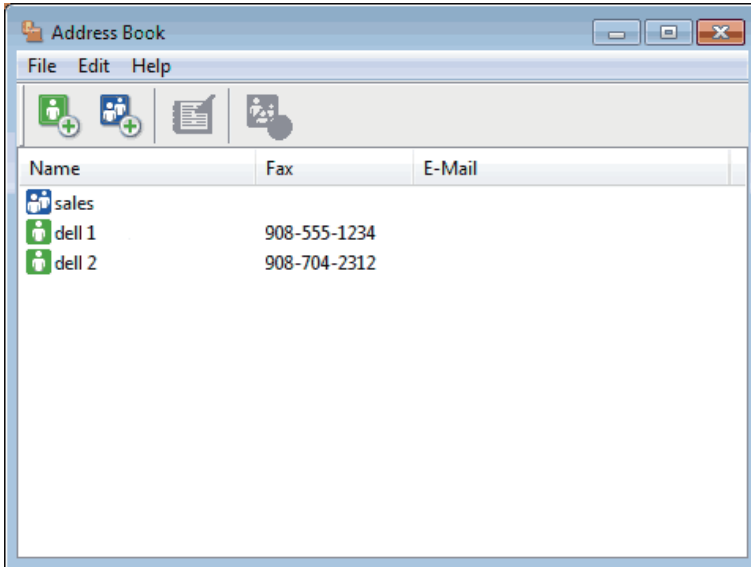 Address Book
File Edit Help
Name Fax E-Mail
sales
dell 1 908-555-1234
dell 2 908-704-2312